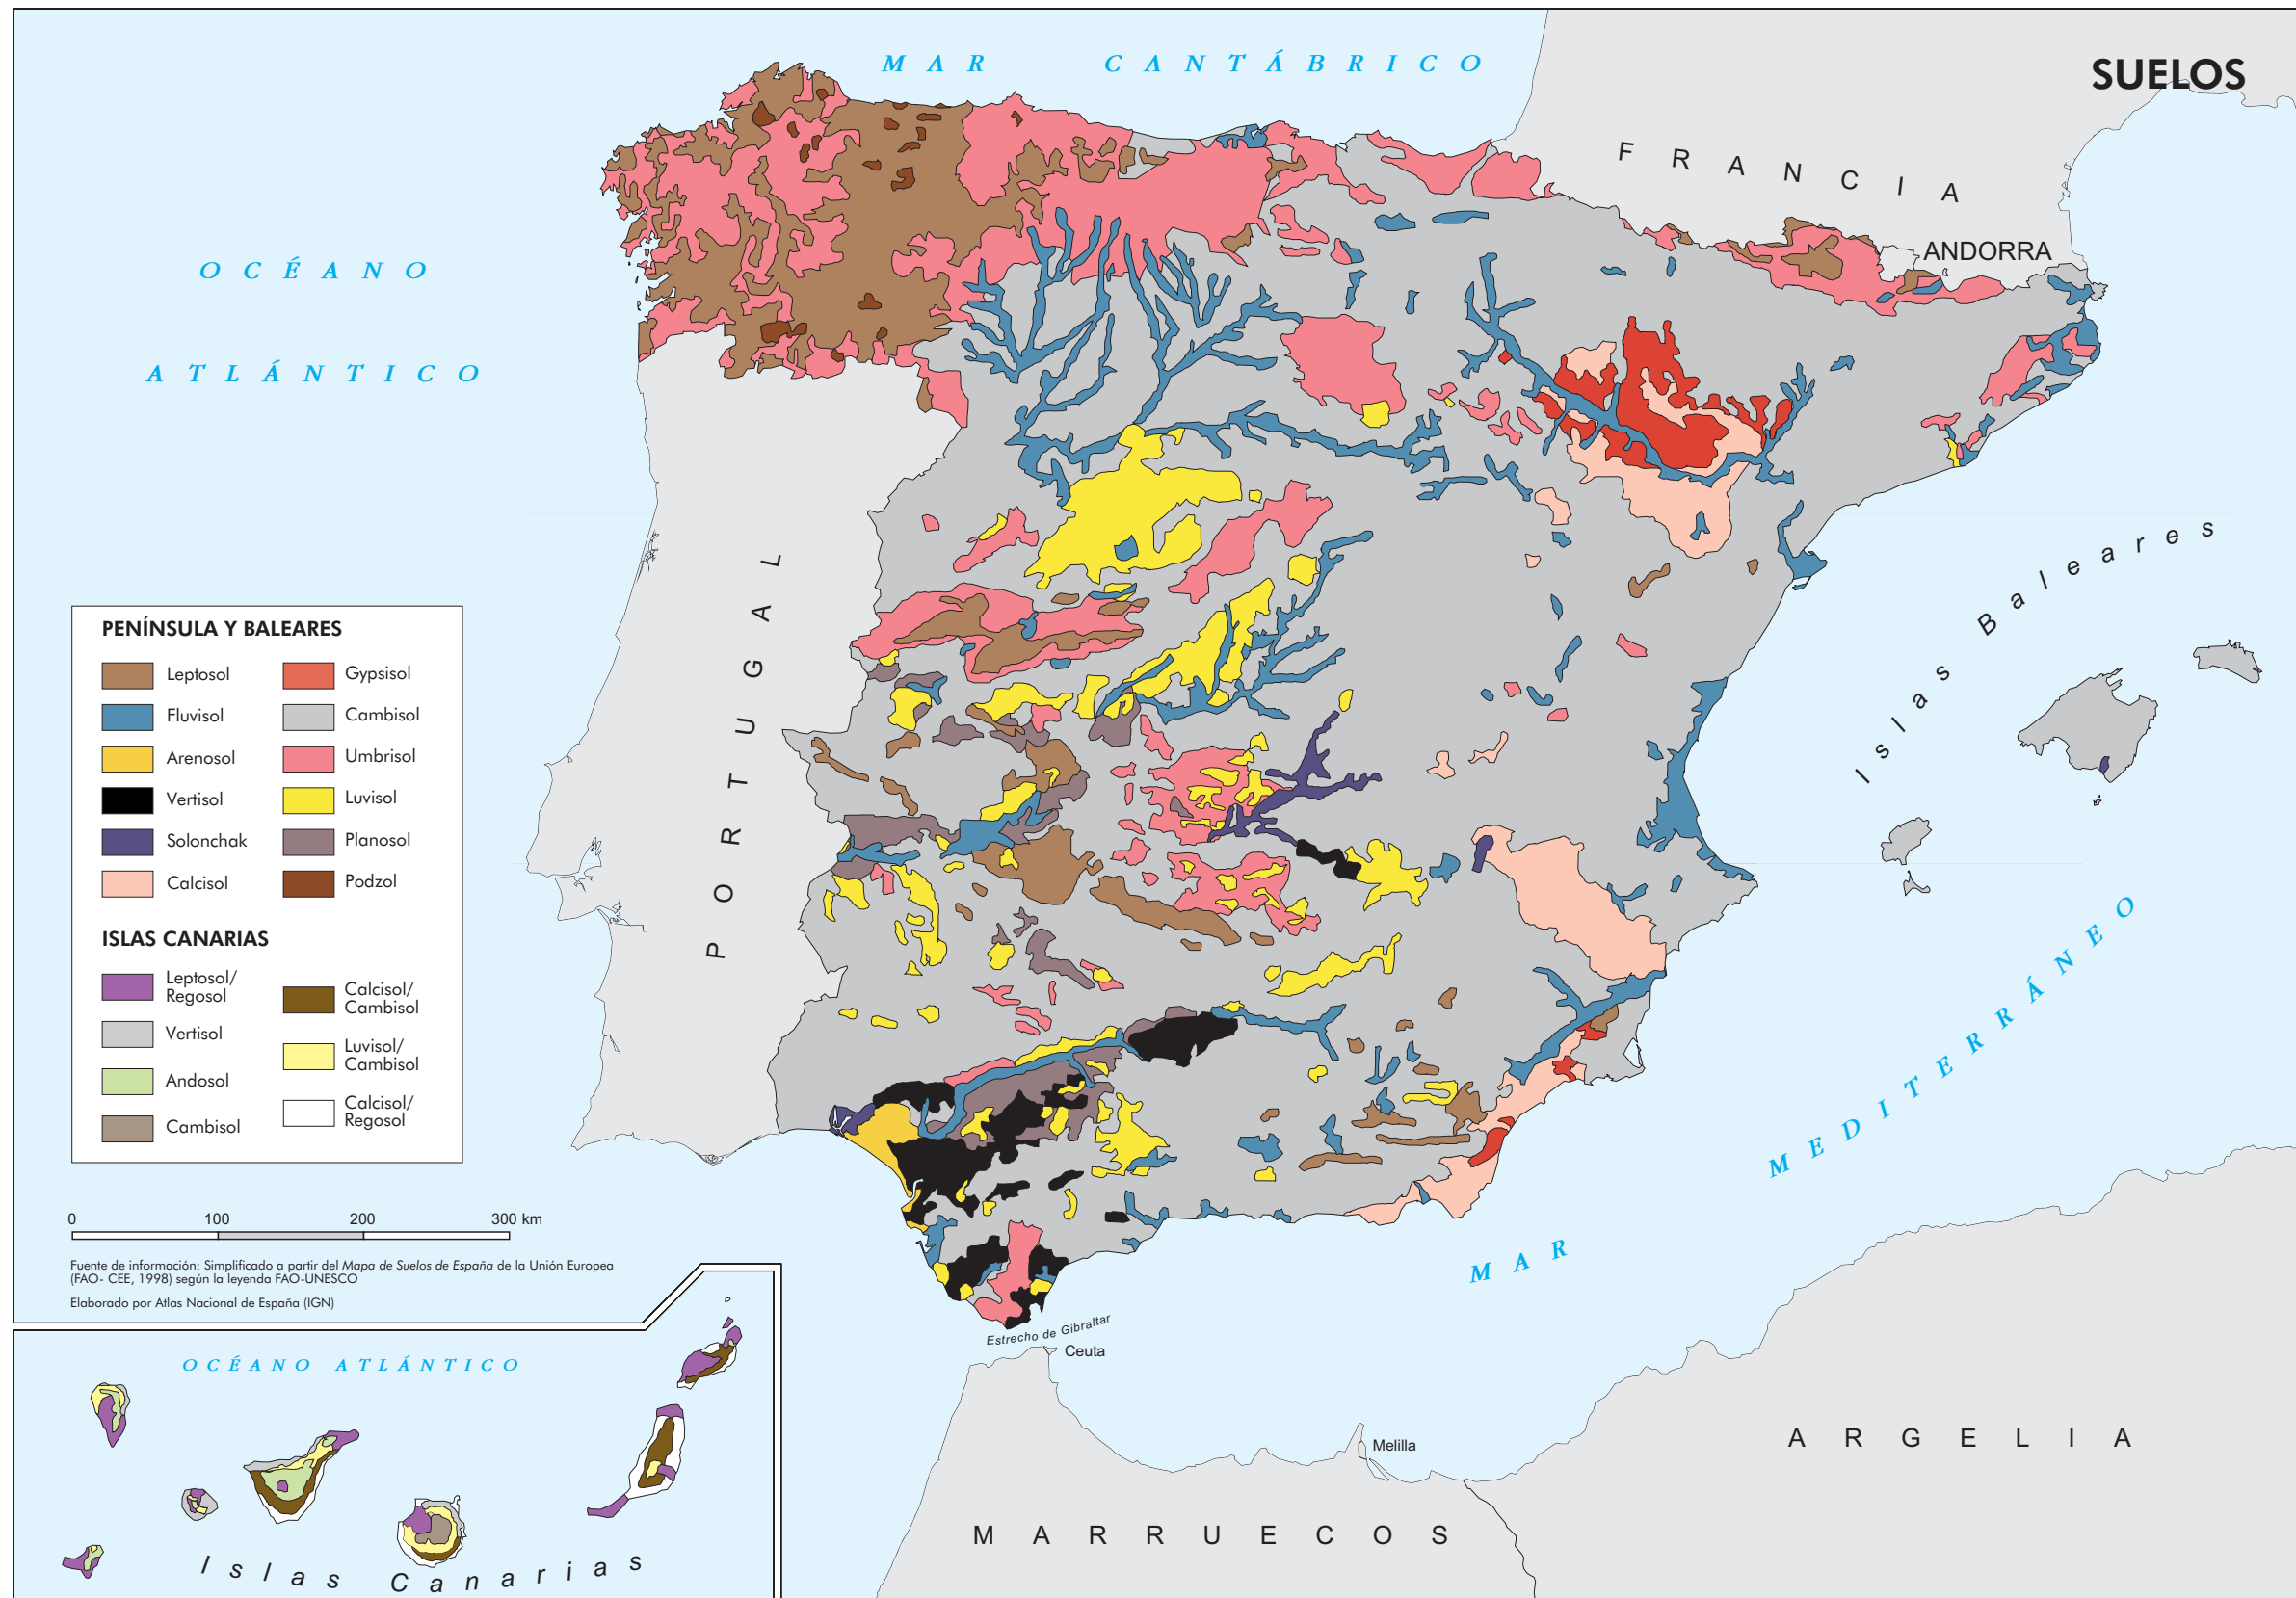 SUELOS
MAR CANTÁBRICO
FRANCIA
ANDORRA
OCÉANO
ATLÁNTICO
PORTUGAL
Islas Baleares
MAR MEDITERRÁNEO
PENÍNSULA Y BALEARES
Leptosol
Gypsisol
Fluvisol
Cambisol
Arenosol
Umbrisol
Vertisol
Luvisol
Solonchak
Planosol
Calcisol
Podzol
ISLAS CANARIAS
Leptosol/
Regosol
Calcisol/
Cambisol
Vertisol
Luvisol/
Cambisol
Andosol
Calcisol/
Regosol
Cambisol
0 100 200 300 km
Fuente de información: Simplificado a partir del Mapa de Suelos de España de la Unión Europea
(FAO- CEE, 1998) según la leyenda FAO-UNESCO
Elaborado por Atlas Nacional de España (IGN)
Estrecho de Gibraltar
Ceuta
Melilla
MARRUECOS
ARGELIA
OCÉANO ATLÁNTICO
Islas Canarias